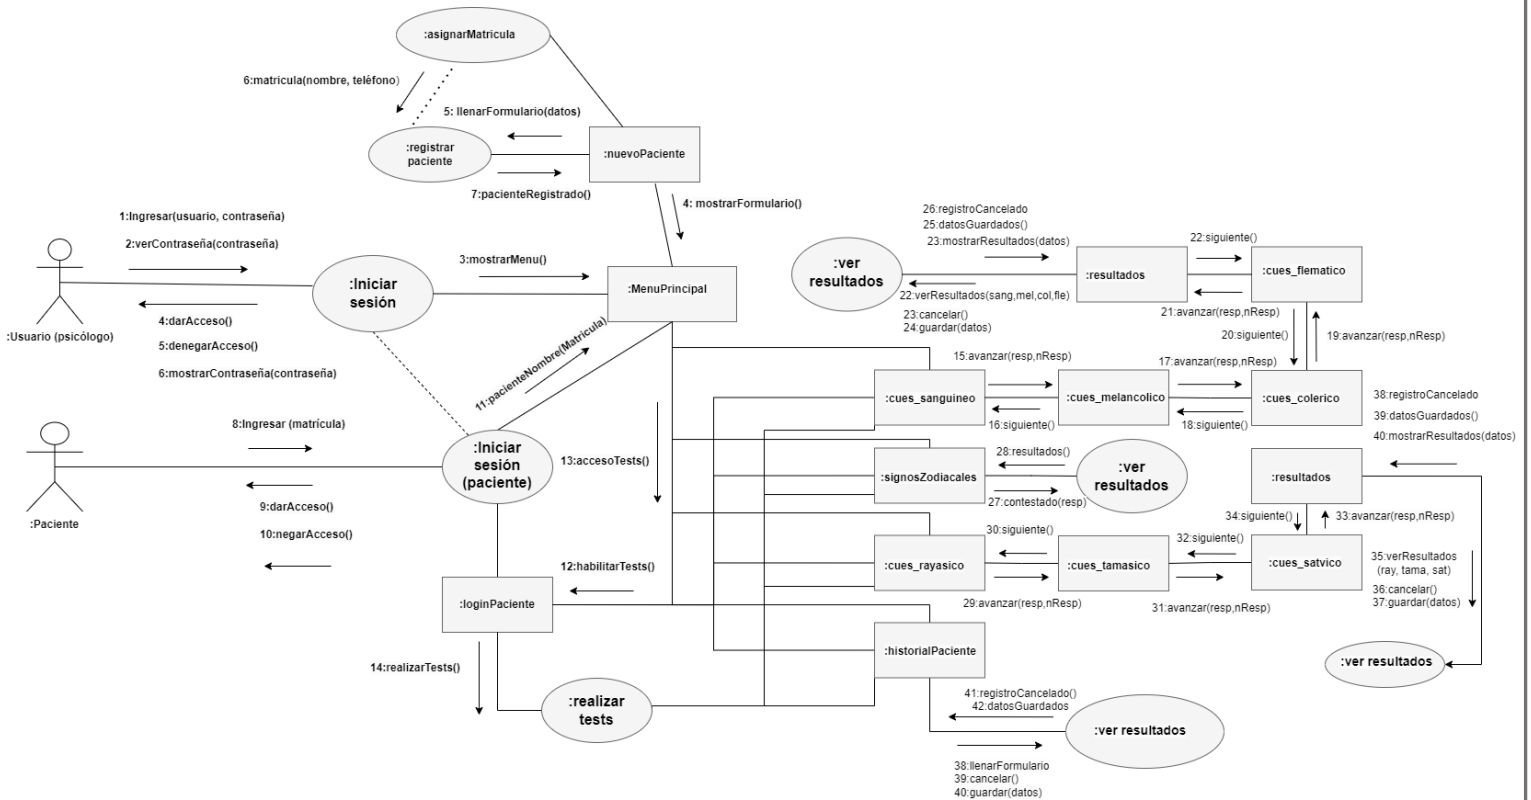 :asignarMatricula
6:matricula(nombre, teléfono)
5: llenarFormulario(datos)
:registrar
paciente
:nuevoPaciente
7:pacienteRegistrado()
4: mostrarFormulario()
1:Ingresar(usuario, contraseña)
2:verContraseña(contraseña)
3:mostrarMenu()
:Iniciar
sesión
:MenuPrincipal
:Usuario (psicólogo)
4:darAcceso()
5:denegarAcceso()
6:mostrarContraseña(contraseña)
11:pacienteNombre(Matricula)
26:registroCancelado
25:datosGuardados()
23:mostrarResultados(datos)
22:siguiente()
:ver
resultados
:resultados
:cues_flematico
22:verResultados(sang,mel,col,fle)
23:cancelar()
24:guardar(datos)
21:avanzar(resp,nResp)
20:siguiente()
19:avanzar(resp,nResp)
15:avanzar(resp,nResp)
17:avanzar(resp,nResp)
:cues_sanguineo
:cues_melancolico
:cues_colerico
16:siguiente()
18:siguiente()
38:registroCancelado
39:datosGuardados()
40:mostrarResultados(datos)
8:Ingresar (matrícula)
:Iniciar
sesión
(paciente)
:Paciente
9:darAcceso()
10:negarAcceso()
13:accesoTests()
28:resultados()
:signosZodiacales
:ver
resultados
27:contestado(resp)
:resultados
34:siguiente()
33:avanzar(resp,nResp)
30:siguiente()
32:siguiente()
:cues_rayasico
:cues_tamasico
:cues_satvico
29:avanzar(resp,nResp)
31:avanzar(resp,nResp)
35:verResultados
(ray, tama, sat)
36:cancelar()
37:guardar(datos)
12:habilitarTests()
:loginPaciente
14:realizarTests()
:historialPaciente
:ver resultados
:realizar
tests
41:registroCancelado()
42:datosGuardados
:ver resultados
38:llenarFormulario
39:cancelar()
40:guardar(datos)